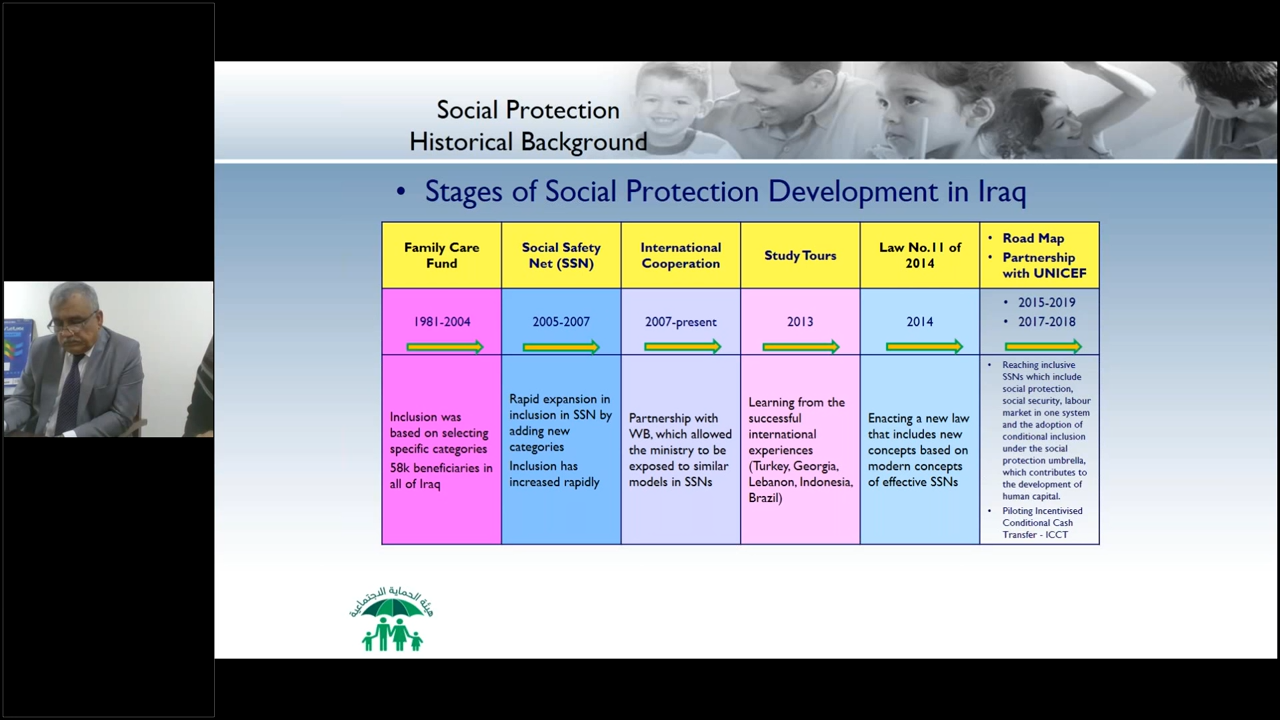 Social Protection
Historical Background
• Stages of Social Protection Development in Iraq
Family Care
Fund
Social Safety
Net (SSN)
International
Cooperation
Study Tours
Law No.11 of
2014
• Road Map
• Partnership
with UNICEF
1981-2004
2005-2007
2007-present
2013
2014
• 2015-2019
• 2017-2018
Inclusion was
based on selecting
specific categories
58k beneficiaries in
all of Iraq
Rapid expansion in
inclusion in SSN by
adding new
categories
Inclusion has
increased rapidly
Partnership with
WB, which allowed
the ministry to be
exposed to similar
models in SSNs
Learning from the
successful
international
experiences
(Turkey, Georgia,
Lebanon, Indonesia,
Brazil)
Enacting a new law
that includes new
concepts based on
modern concepts
of effective SSNs
• Reaching inclusive
SSNs which include
social protection,
social security, labour
market in one system
and the adoption of
conditional inclusion
under the social
protection umbrella,
which contributes to
the development of
human capital.
• Piloting Incentivised
Conditional Cash
Transfer - ICCT
هيئة الحماية الاجتماعية